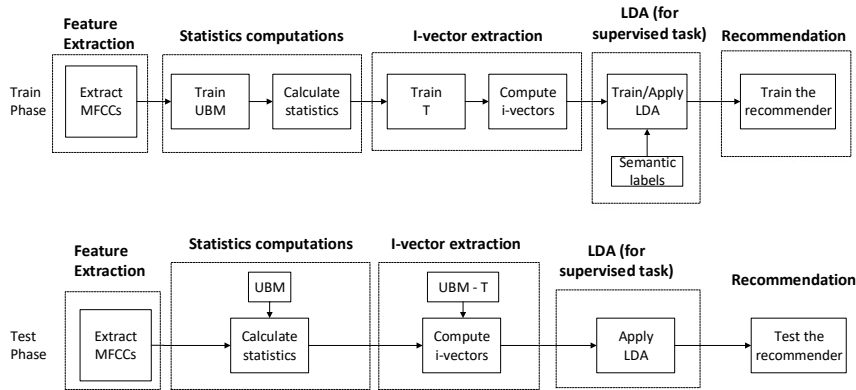 Feature
Extraction
Statistics computations
I-vector extraction
LDA (for
supervised task)
Recommendation
Train
Phase
Extract
MFCCs
Train
UBM
Calculate
statistics
Train
T
Compute
i-vectors
Train/Apply
LDA
Train the
recommender
Semantic
labels
Feature
Extraction
Statistics computations
I-vector extraction
LDA (for
supervised task)
Recommendation
UBM
UBM - T
Test
Phase
Extract
MFCCs
Calculate
statistics
Compute
i-vectors
Apply
LDA
Test the
recommender